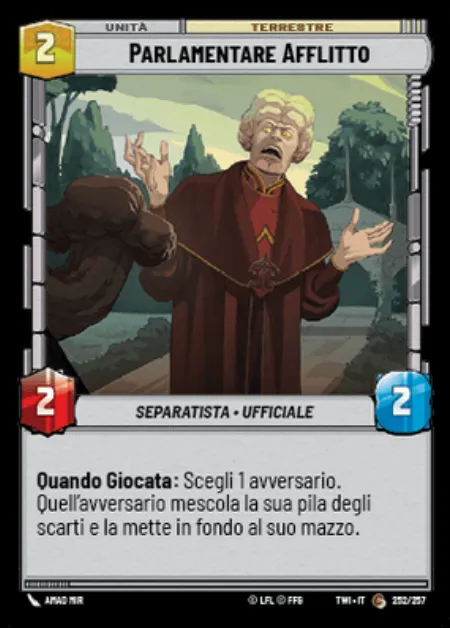 UNITÀ
TERRESTRE
2
PARLAMENTARE AFFLITTO
2
SEPARATISTA • UFFICIALE
2
Quando Giocata: Scegli 1 avversario.
Quell'avversario mescola la sua pila degli
scarti e la mette in fondo al suo mazzo.
AMAD MIR
© LFL © FFG
TWI • IT
C
252/257